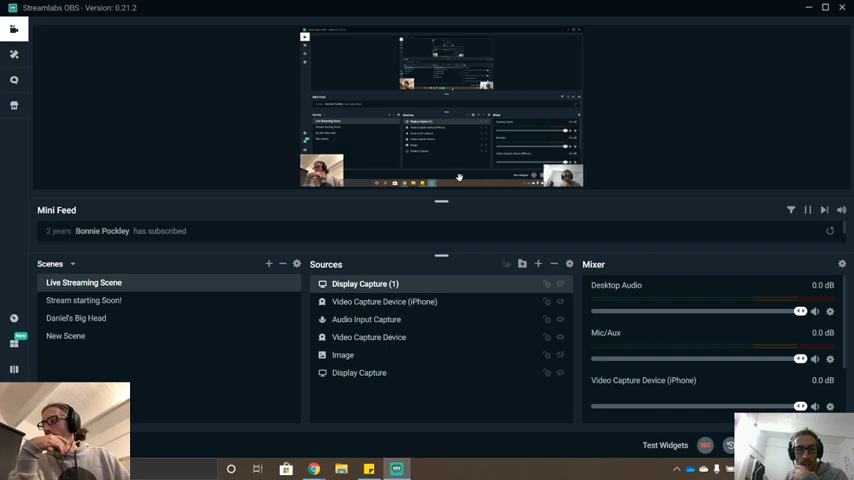 Streamlabs OBS - Version: 0.21.2
Mini Feed
2 years Bonnie Pockley has subscribed
Scenes
Live Streaming Scene
Stream starting Soon!
Daniel's Big Head
New Scene
New
Sources
Display Capture (1)
Video Capture Device (iPhone)
Audio Input Capture
Video Capture Device
Image
Display Capture
Mixer
Desktop Audio 0.0 dB
Mic/Aux 0.0 dB
Video Capture Device (iPhone) 0.0 dB
Test Widgets
REC